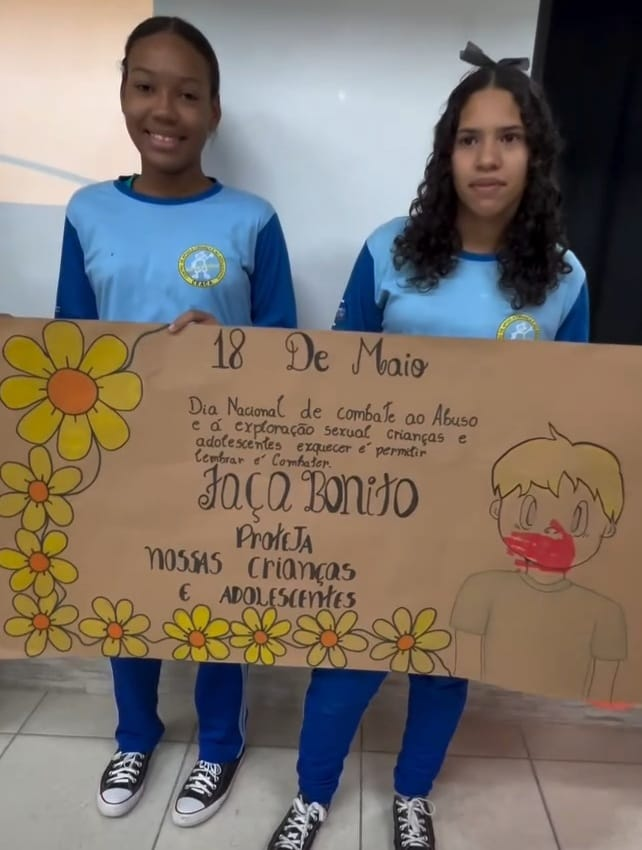 18 De Maio
Dia Nacional de combate ao Abuso
e á exploração sexual crianças e
adolescentes exquecer é permitir
lembrar é Combater.
Faça Bonito
Proteja
Nossas crianças
E Adolescentes